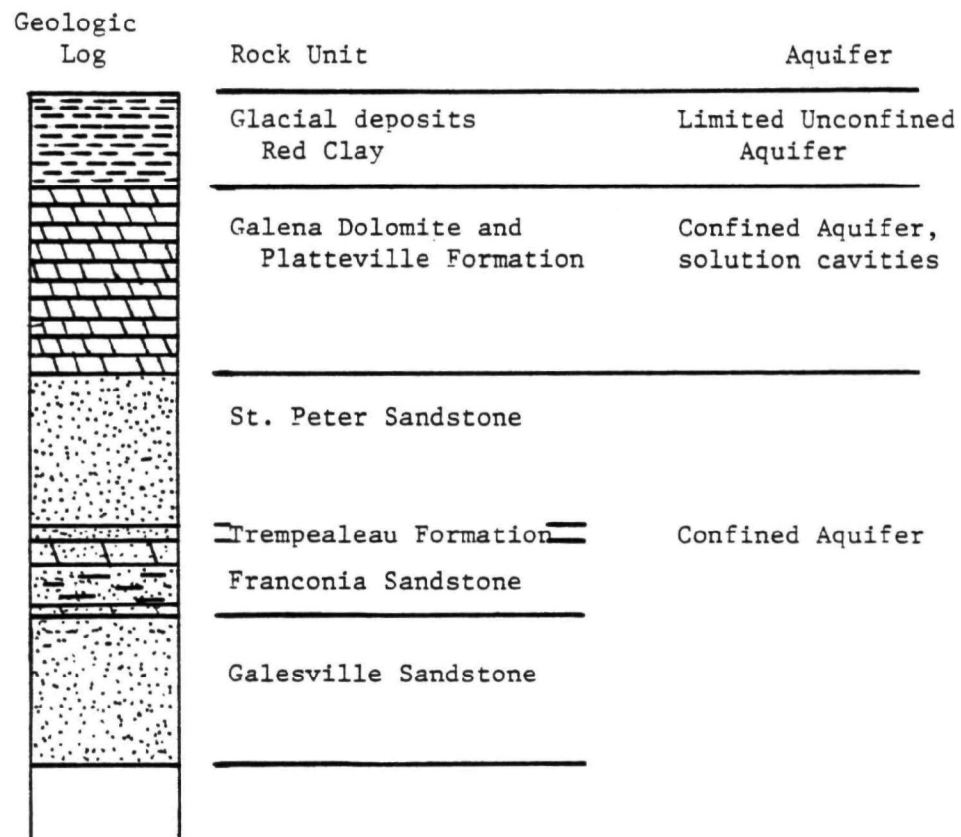 Geologic
Log
Rock Unit
Aquifer
Glacial deposits
Red Clay
Limited Unconfined
Aquifer
Galena Dolomite and
Platteville Formation
Confined Aquifer,
solution cavities
St. Peter Sandstone
Trempealeau Formation
Confined Aquifer
Franconia Sandstone
Galesville Sandstone